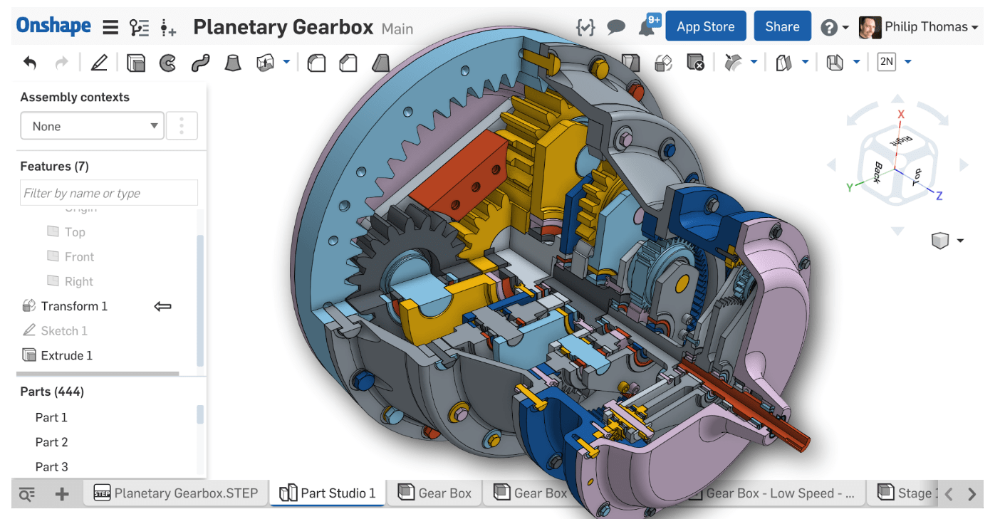 Onshape Planetary Gearbox Main 9+ App Store Share Philip Thomas
2N
Assembly contexts
None
Features (7)
Filter by name or type
Origin
Top
Front
Right
Transform 1
Sketch 1
Extrude 1
Parts (444)
Part 1
Part 2
Part 3
X
Y
Z
Right
Back
Top
STEP Planetary Gearbox.STEP Part Studio 1 Gear Box Gear Box Gear Box - Low Speed - ... Stage